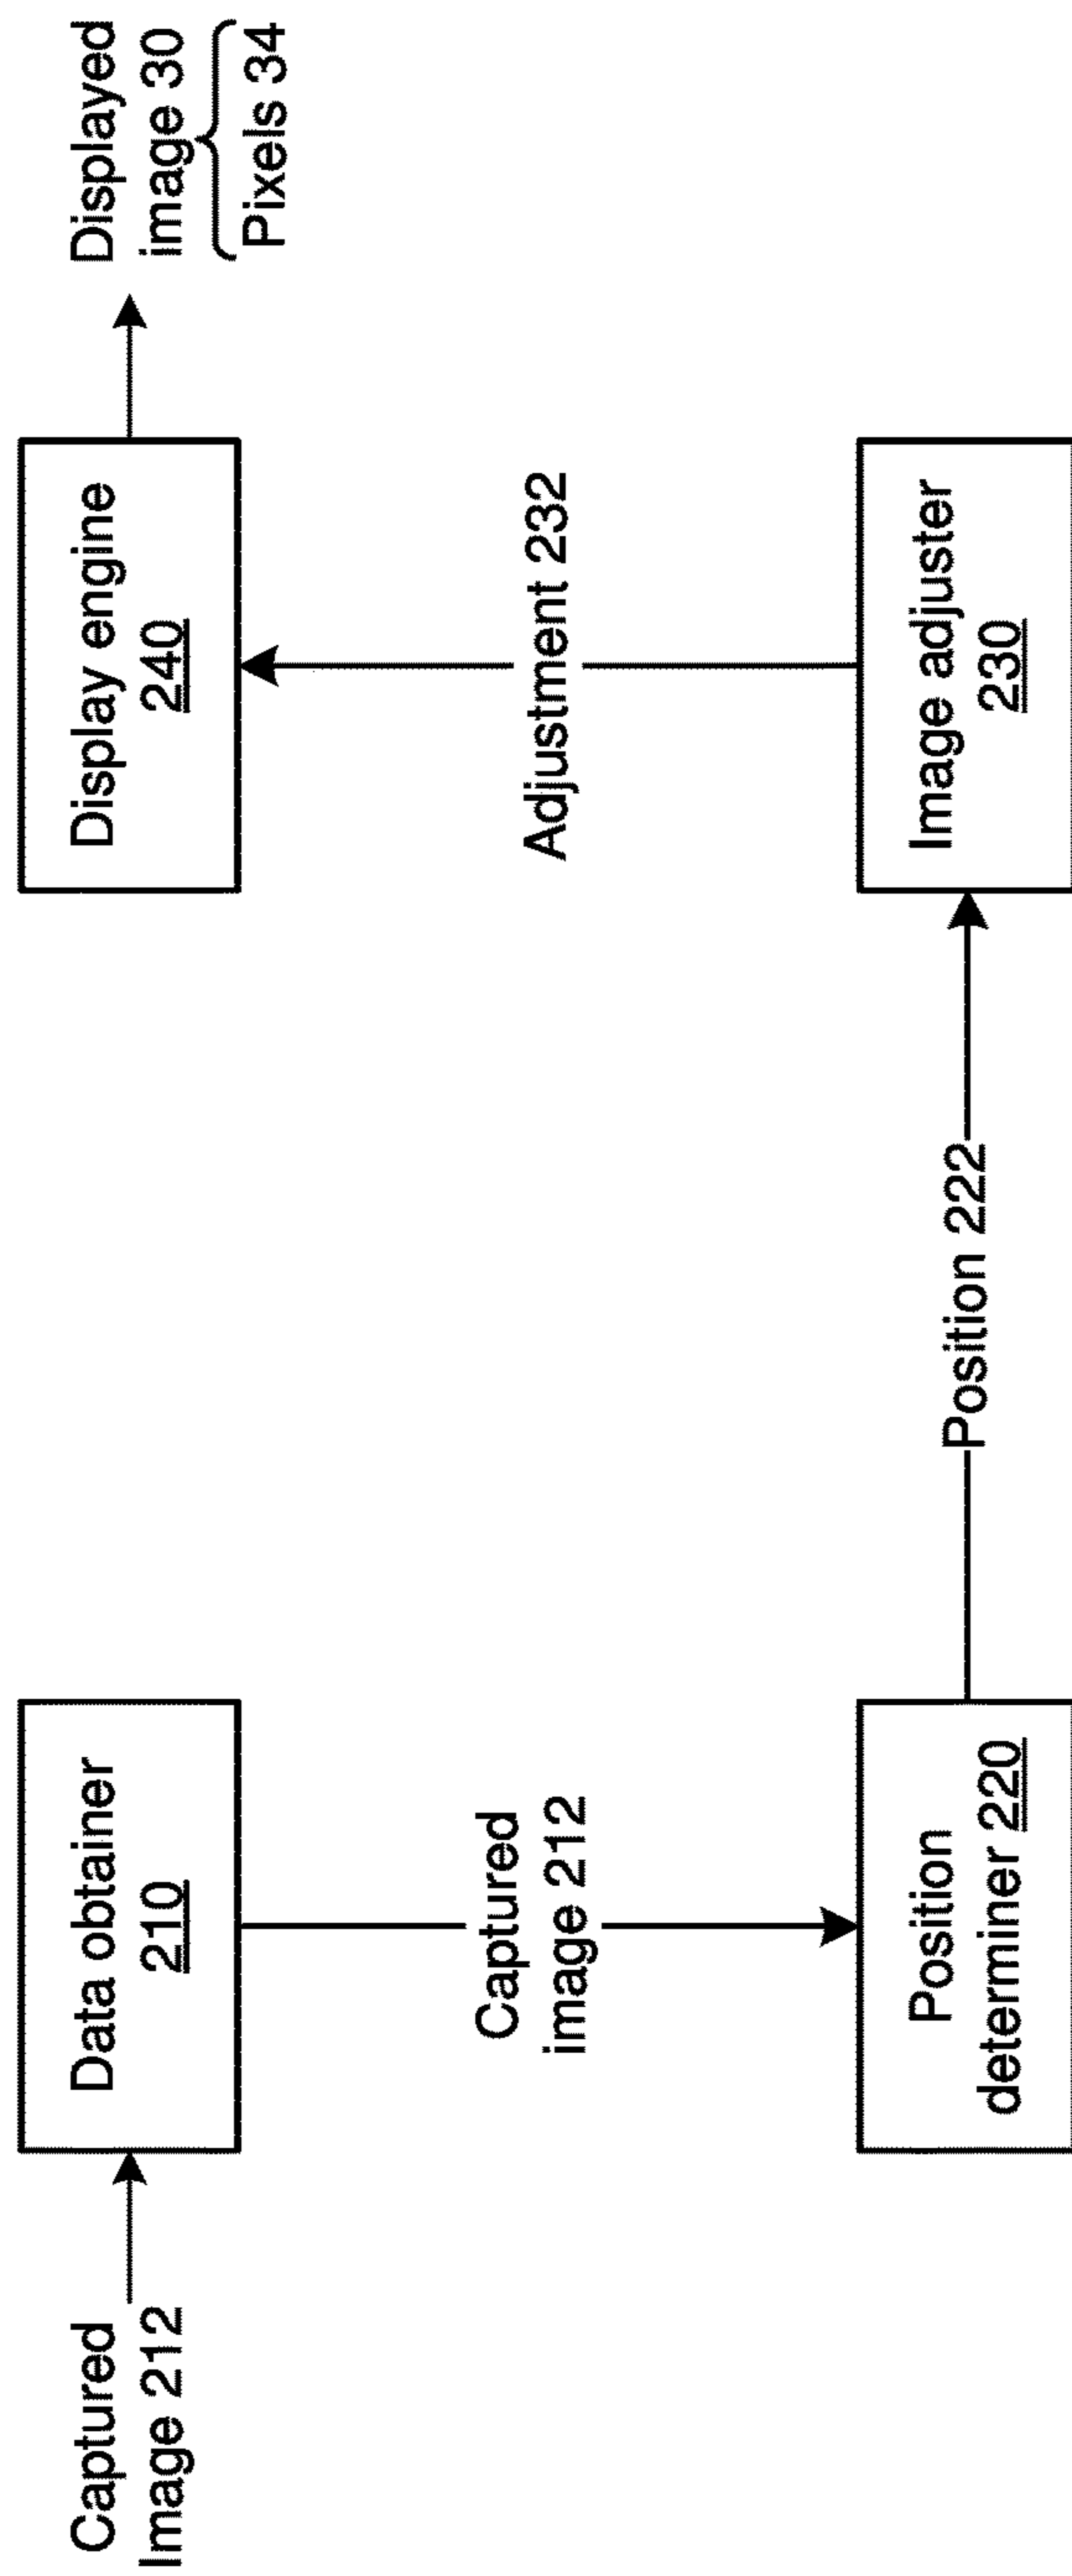 Captured
Image 212
Data obtainer
210
Captured
image 212
Position
determiner 220
Position 222
Image adjuster
230
Adjustment 232
Display engine
240
Displayed
image 30
Pixels 34